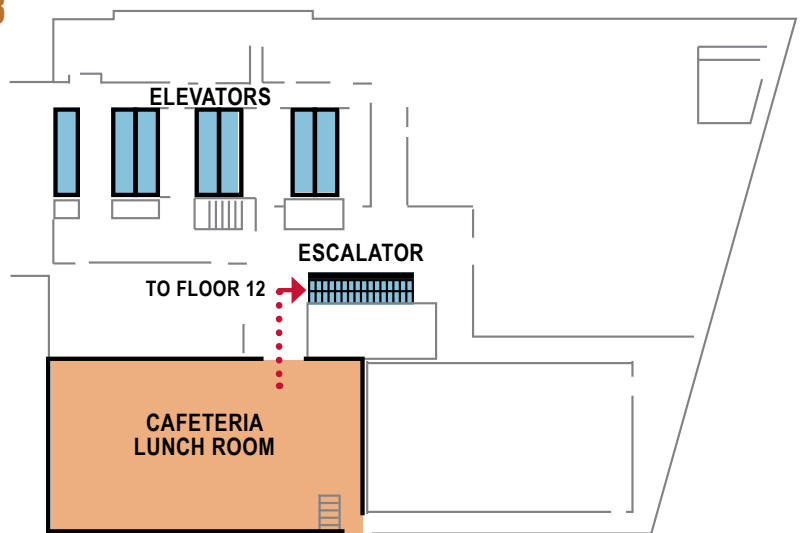 ELEVATORS
ESCALATOR
TO FLOOR 12
CAFETERIA
LUNCH ROOM